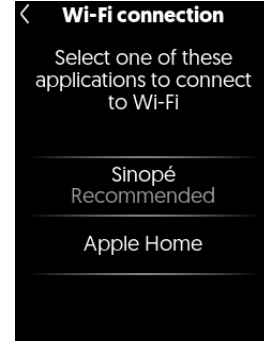 Wi-Fi connection
Select one of these
applications to connect
to Wi-Fi
Sinopé
Recommended
Apple Home